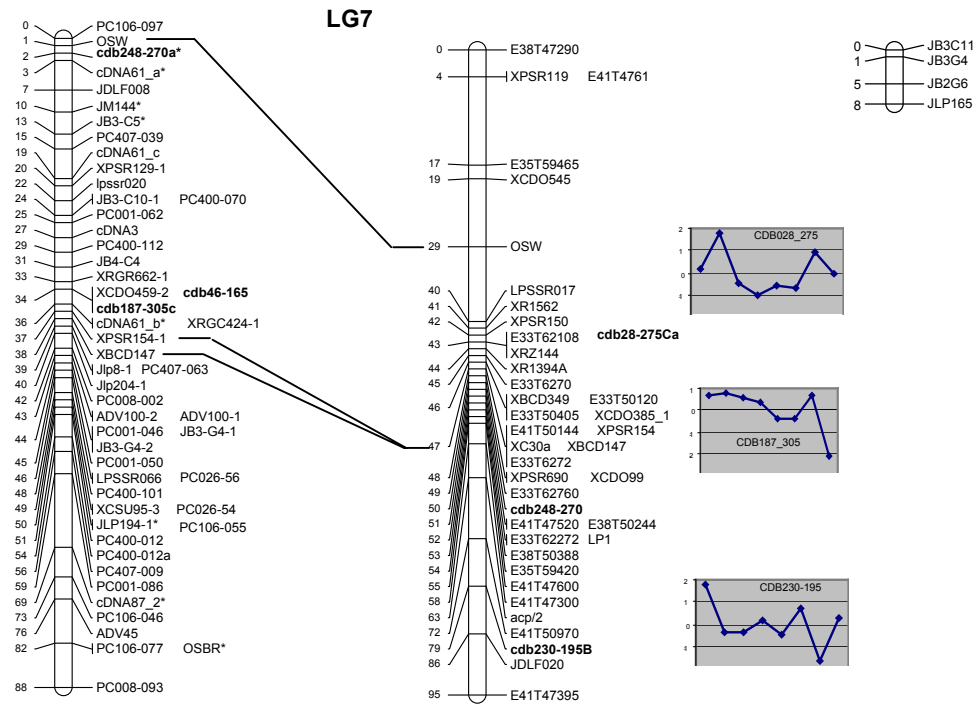 LG7
0 PC106-097
1 OSW
2 cdb248-270a*
3 cDNA61_a*
7 JDLF008
10 JM144*
13 JB3-C5*
15 PC407-039
19 cDNA61_c
20 XPSR129-1
22 lpssr020
24 JB3-C10-1 PC400-070
25 PC001-062
27 cDNA3
29 PC400-112
31 JB4-C4
33 XRGR662-1
XCDO459-2 cdb46-165
34
cdb187-305c
36 cDNA61_b* XRGC424-1
37 XPSR154-1
38 XBCD147
39 Jlp8-1 PC407-063
40 Jlp204-1
42 PC008-002
43 ADV100-2 ADV100-1
PC001-046 JB3-G4-1
44
JB3-G4-2
45 PC001-050
46 LPSSR066 PC026-56
48 PC400-101
49 XCSU95-3 PC026-54
50 JLP194-1* PC106-055
51 PC400-012
54 PC400-012a
56 PC407-009
59 PC001-086
69 cDNA87_2*
73 PC106-046
76 ADV45
82 PC106-077 OSBR*
88 PC008-093
0 E38T47290
4 XPSR119 E41T4761
17 E35T59465
19 XCDO545
29 OSW
40 LPSSR017
41 XR1562
42 XPSR150
E33T62108 cdb28-275Ca
43
XRZ144
44 XR1394A
45 E33T6270
XBCD349 E33T50120
46
E33T50405 XCDO385_1
E41T50144 XPSR154
47 XC30a XBCD147
E33T6272
48 XPSR690 XCDO99
49 E33T62760
50 cdb248-270
51 E41T47520 E38T50244
52 E33T62272 LP1
53 E38T50388
54 E35T59420
55 E41T47600
58 E41T47300
63 acp/2
72 E41T50970
79 cdb230-195B
86 JDLF020
95 E41T47395
0 JB3C11
1 JB3G4
5 JB2G6
8 JLP165
CDB028_275
2
1
0
CDB187_305
1
0
2
CDB230-195
2
1
0